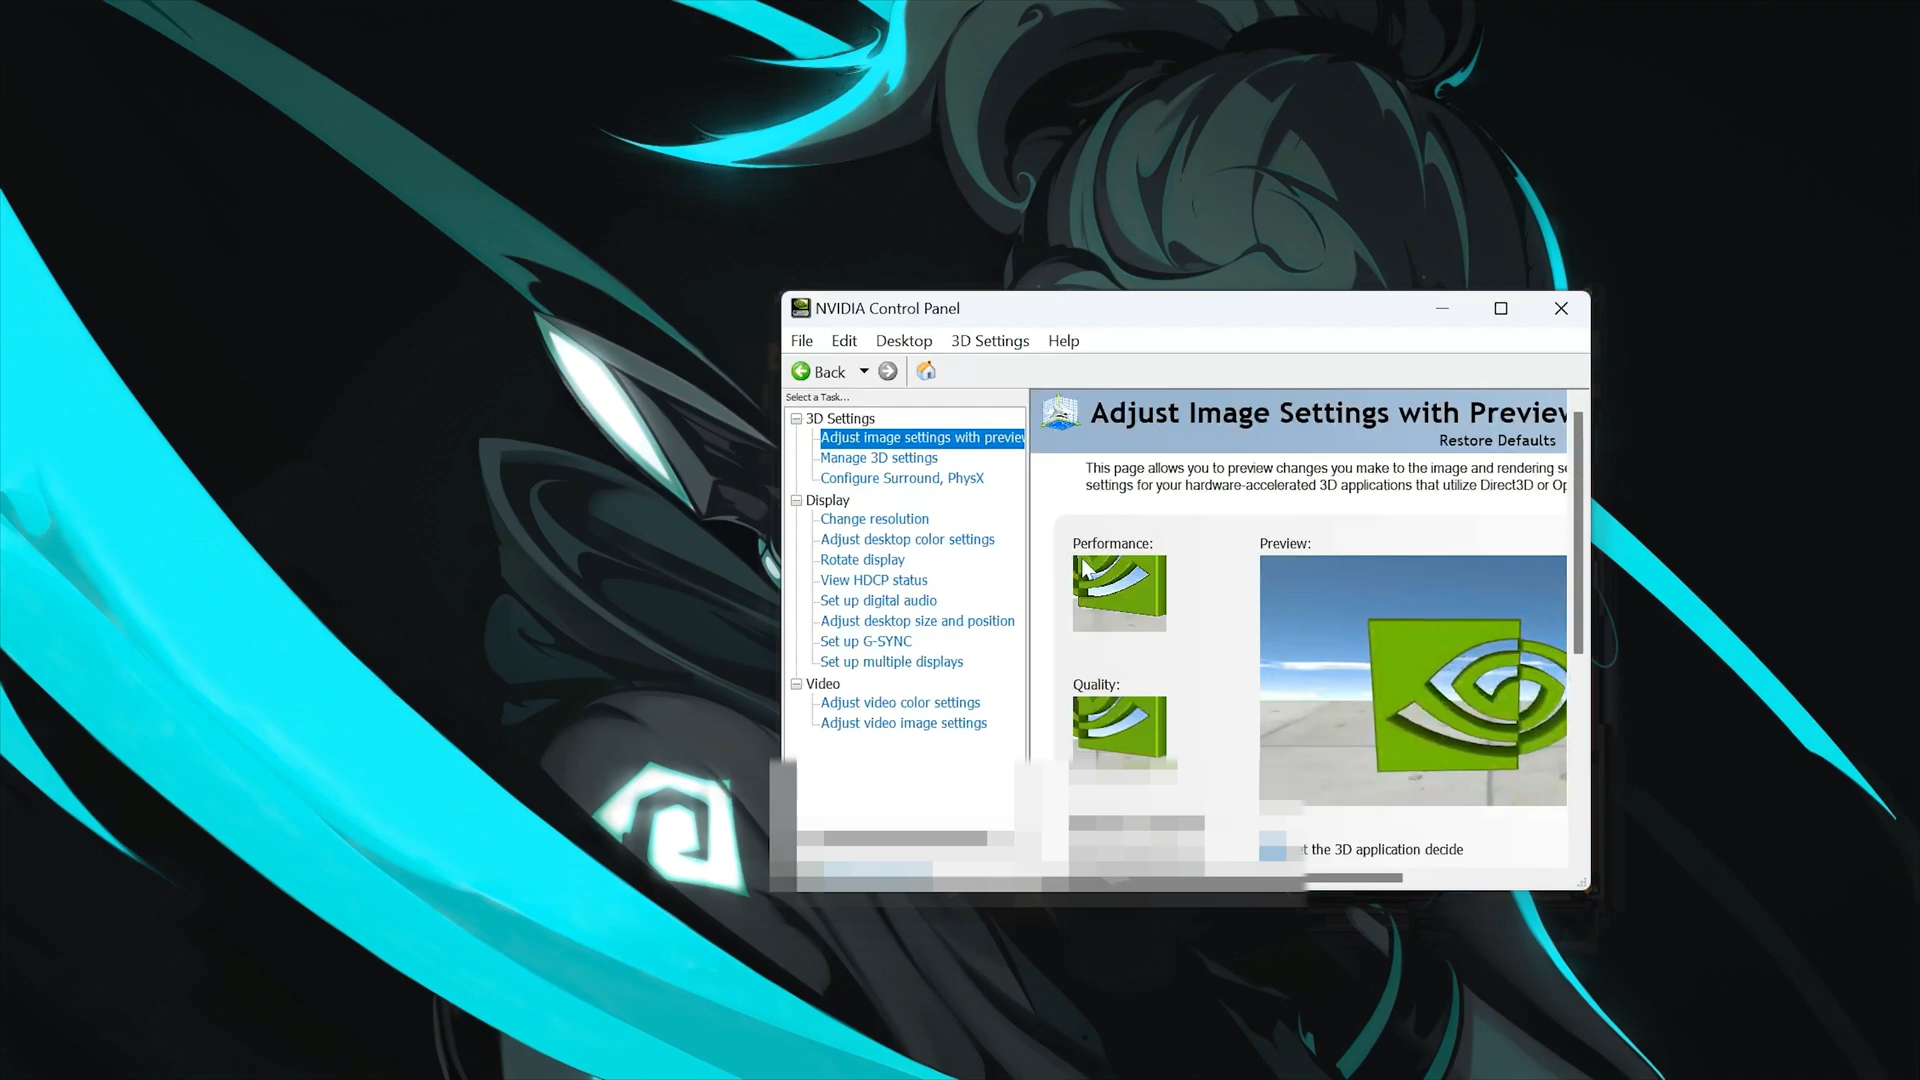 NVIDIA Control Panel
File Edit Desktop 3D Settings Help
Back
Select a Task...
3D Settings
Adjust image settings with preview
Manage 3D settings
Configure Surround, PhysX
Display
Change resolution
Adjust desktop color settings
Rotate display
View HDCP status
Set up digital audio
Adjust desktop size and position
Set up G-SYNC
Set up multiple displays
Video
Adjust video color settings
Adjust video image settings
Adjust Image Settings with Preview
Restore Defaults
This page allows you to preview changes you make to the image and rendering se
settings for your hardware-accelerated 3D applications that utilize Direct3D or Op
Performance:
Preview:
Quality:
t the 3D application decide